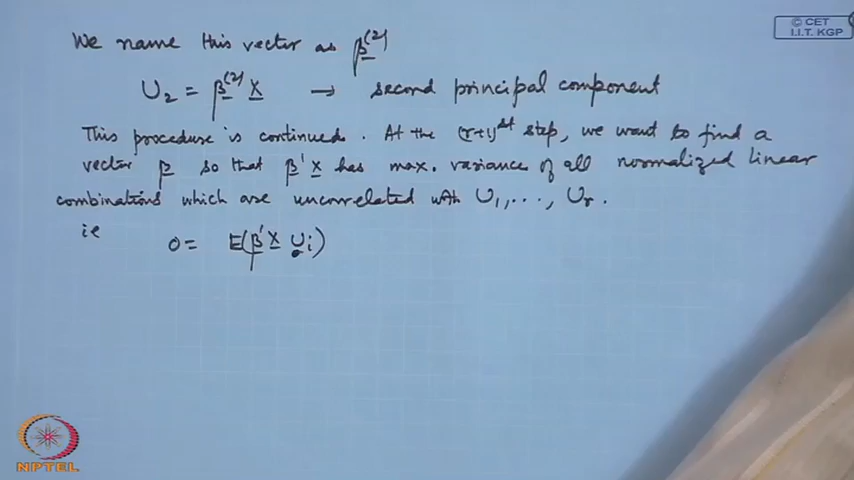 © CET
I.I.T. KGP
We name this vector as β^(2)
U₂ = β^(2) X → second principal component
This procedure is continued. At the (r+1)^st step, we want to find a
vector β so that β'X has max. variance of all normalized linear
combinations which are uncorrelated with U₁, ..., Uᵣ.
ie
0 = E(β'X Uᵢ)
NPTEL